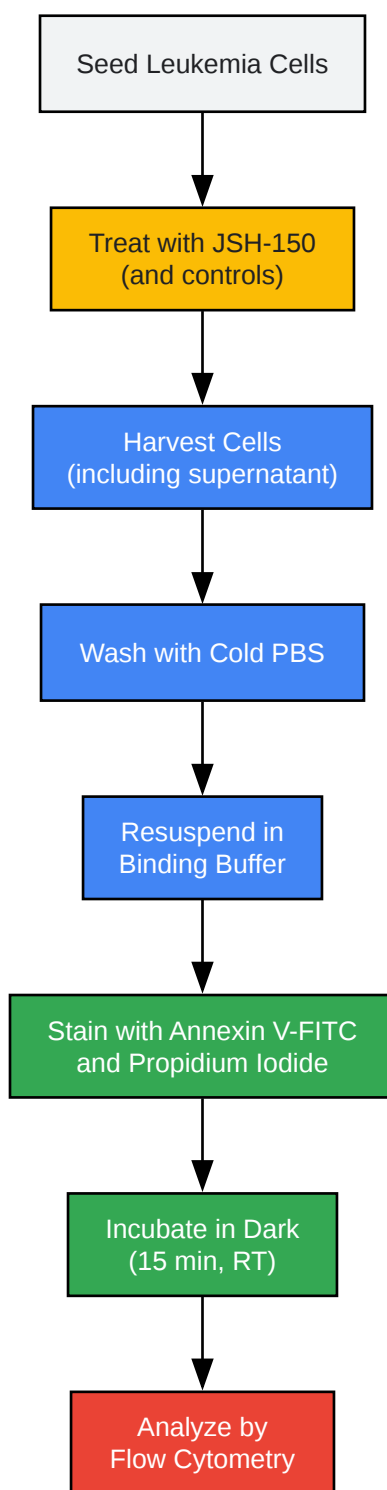 Seed Leukemia Cells
Treat with JSH-150
(and controls)
Harvest Cells
(including supernatant)
Wash with Cold PBS
Resuspend in
Binding Buffer
Stain with Annexin V-FITC
and Propidium Iodide
Incubate in Dark
(15 min, RT)
Analyze by
Flow Cytometry